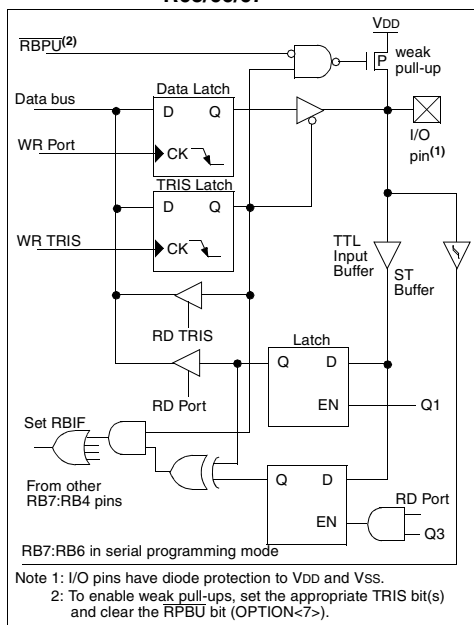 RBPU(2)
VDD
P
weak
pull-up
Data bus
Data Latch
D Q
CK
WR Port
I/O
pin(1)
TRIS Latch
D Q
CK
WR TRIS
TTL
Input
Buffer
ST
Buffer
RD TRIS
Latch
Q D
EN
RD Port
Q1
Set RBIF
From other
RB7:RB4 pins
Q D
EN
RD Port
Q3
RB7:RB6 in serial programming mode
Note 1: I/O pins have diode protection to VDD and VSS.
2: To enable weak pull-ups, set the appropriate TRIS bit(s)
and clear the RPBU bit (OPTION<7>).